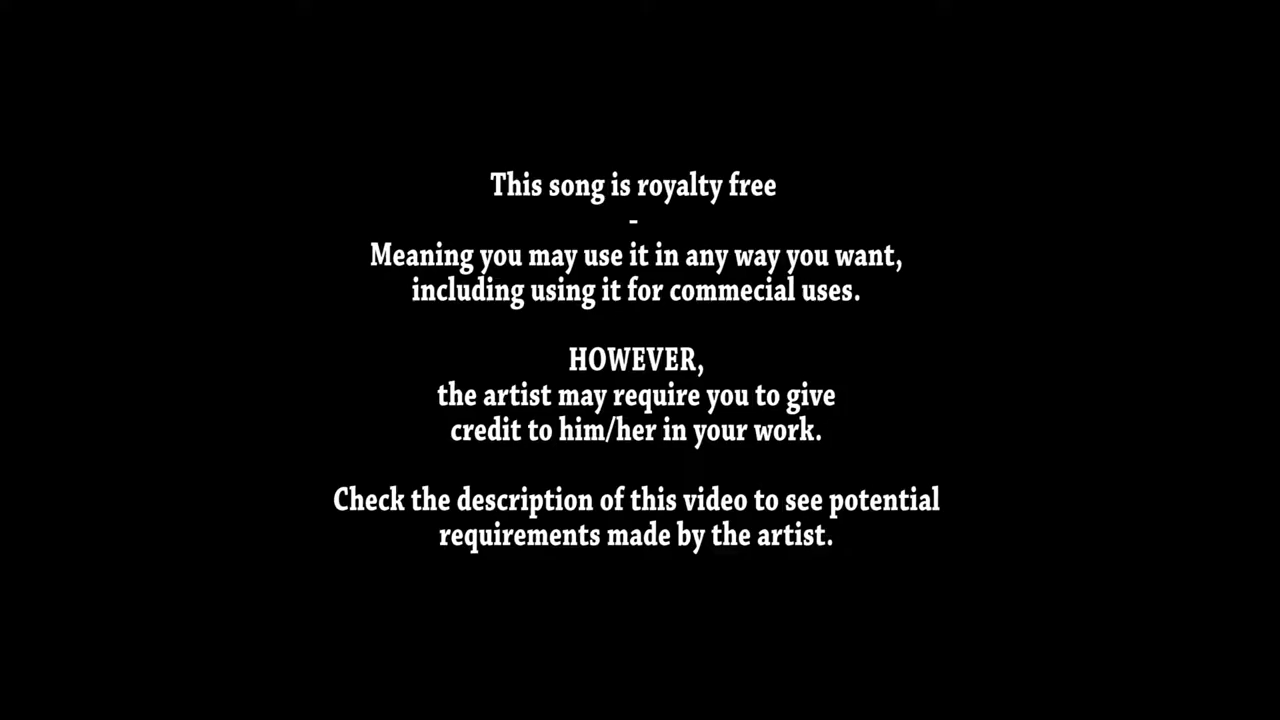 This song is royalty free
-
Meaning you may use it in any way you want,
including using it for commecial uses.
HOWEVER,
the artist may require you to give
credit to him/her in your work.
Check the description of this video to see potential
requirements made by the artist.